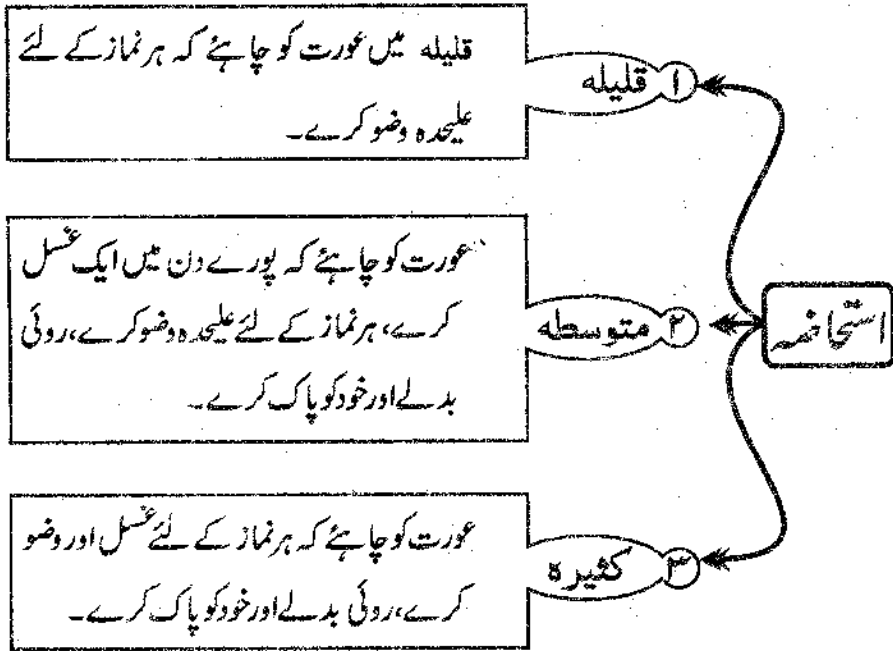 استحاضہ
۱ قلیلہ
قلیلہ میں عورت کو چاہئے کہ ہر نماز کے لئے
علیحدہ وضو کرے۔
۲ متوسطہ
عورت کو چاہئے کہ پورے دن میں ایک غسل
کرے، ہر نماز کے لئے علیحدہ وضو کرے، روئی
بدلے اور خود کو پاک کرے۔
۳ کثیرہ
عورت کو چاہئے کہ ہر نماز کے لئے غسل اور وضو
کرے، روئی بدلے اور خود کو پاک کرے۔